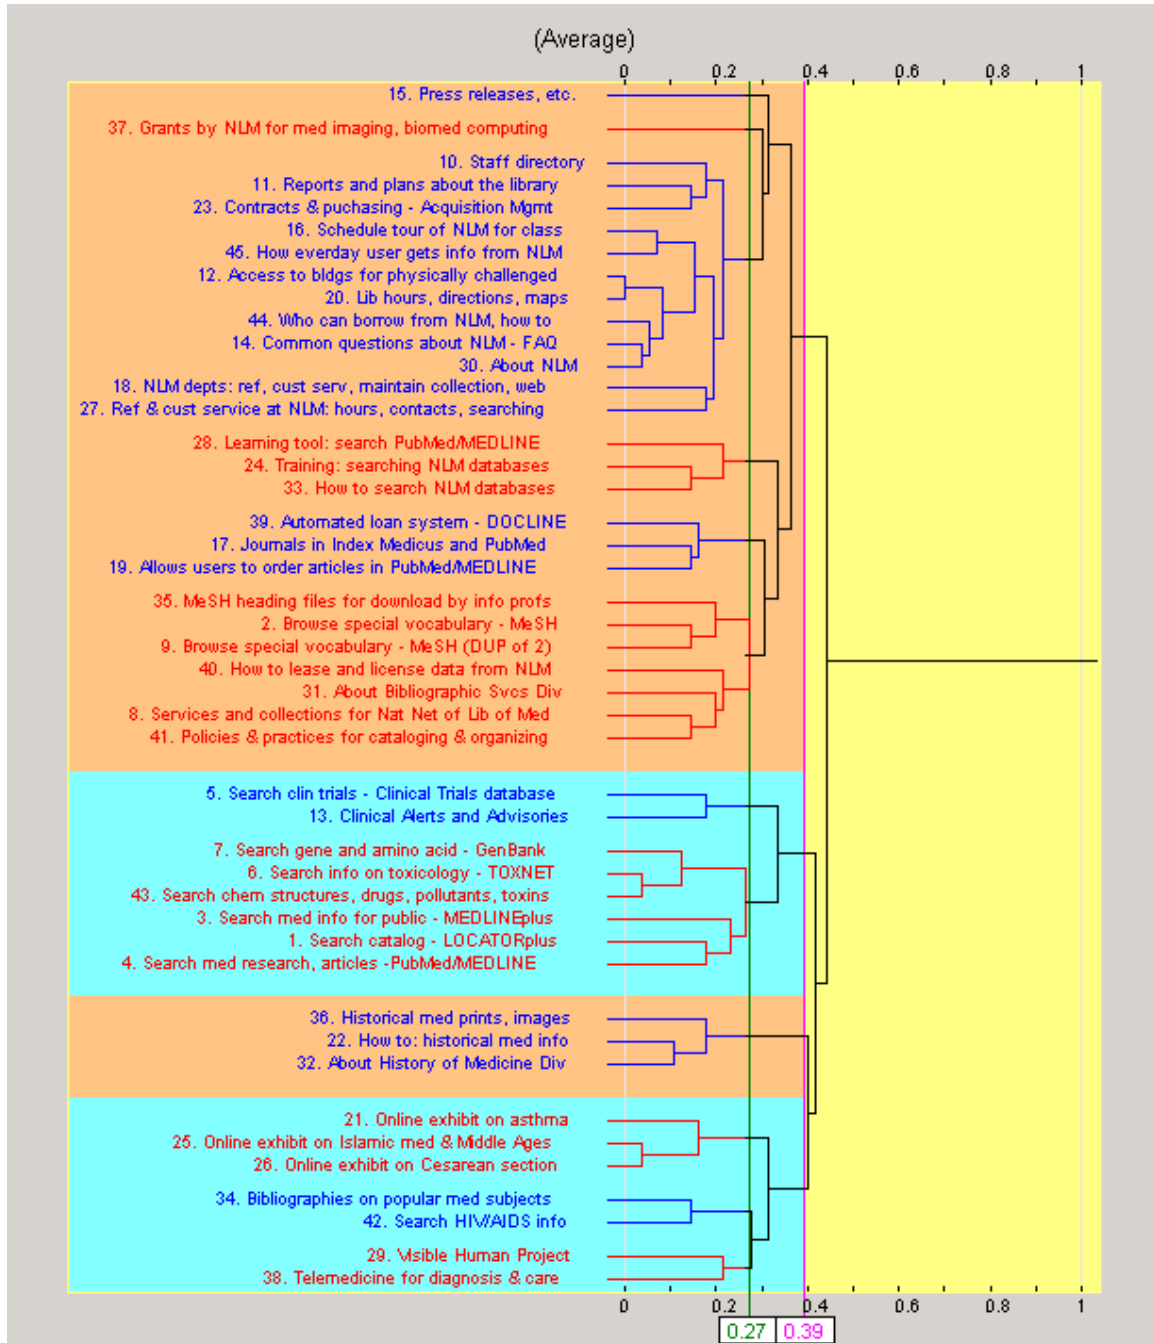 (Average)
0 0.2 0.4 0.6 0.8 1
15. Press releases, etc.
37. Grants by NLM for med imaging, biomed computing
10. Staff directory
11. Reports and plans about the library
23. Contracts & puchasing - Acquisition Mgmt
16. Schedule tour of NLM for class
45. How everday user gets info from NLM
12. Access to bldgs for physically challenged
20. Lib hours, directions, maps
44. Who can borrow from NLM, how to
14. Common questions about NLM - FAQ
30. About NLM
18. NLM depts: ref, cust serv, maintain collection, web
27. Ref & cust service at NLM: hours, contacts, searching
28. Learning tool: search PubMed/MEDLINE
24. Training: searching NLM databases
33. How to search NLM databases
39. Automated loan system - DOCLINE
17. Journals in Index Medicus and PubMed
19. Allows users to order articles in PubMed/MEDLINE
35. MeSH heading files for download by info profs
2. Browse special vocabulary - MeSH
9. Browse special vocabulary - MeSH (DUP of 2)
40. How to lease and license data from NLM
31. About Bibliographic Svcs Div
8. Services and collections for Nat Net of Lib of Med
41. Policies & practices for cataloging & organizing
5. Search clin trials - Clinical Trials database
13. Clinical Alerts and Advisories
7. Search gene and amino acid - GenBank
6. Search info on toxicology - TOXNET
43. Search chem structures, drugs, pollutants, toxins
3. Search med info for public - MEDLINEplus
1. Search catalog - LOCATORplus
4. Search med research, articles -PubMed/MEDLINE
36. Historical med prints, images
22. How to: historical med info
32. About History of Medicine Div
21. Online exhibit on asthma
25. Online exhibit on Islamic med & Middle Ages
26. Online exhibit on Cesarean section
34. Bibliographies on popular med subjects
42. Search HIV/AIDS info
29. Visible Human Project
38. Telemedicine for diagnosis & care
0 0.2 0.4 0.6 0.8 1
0.27 0.39